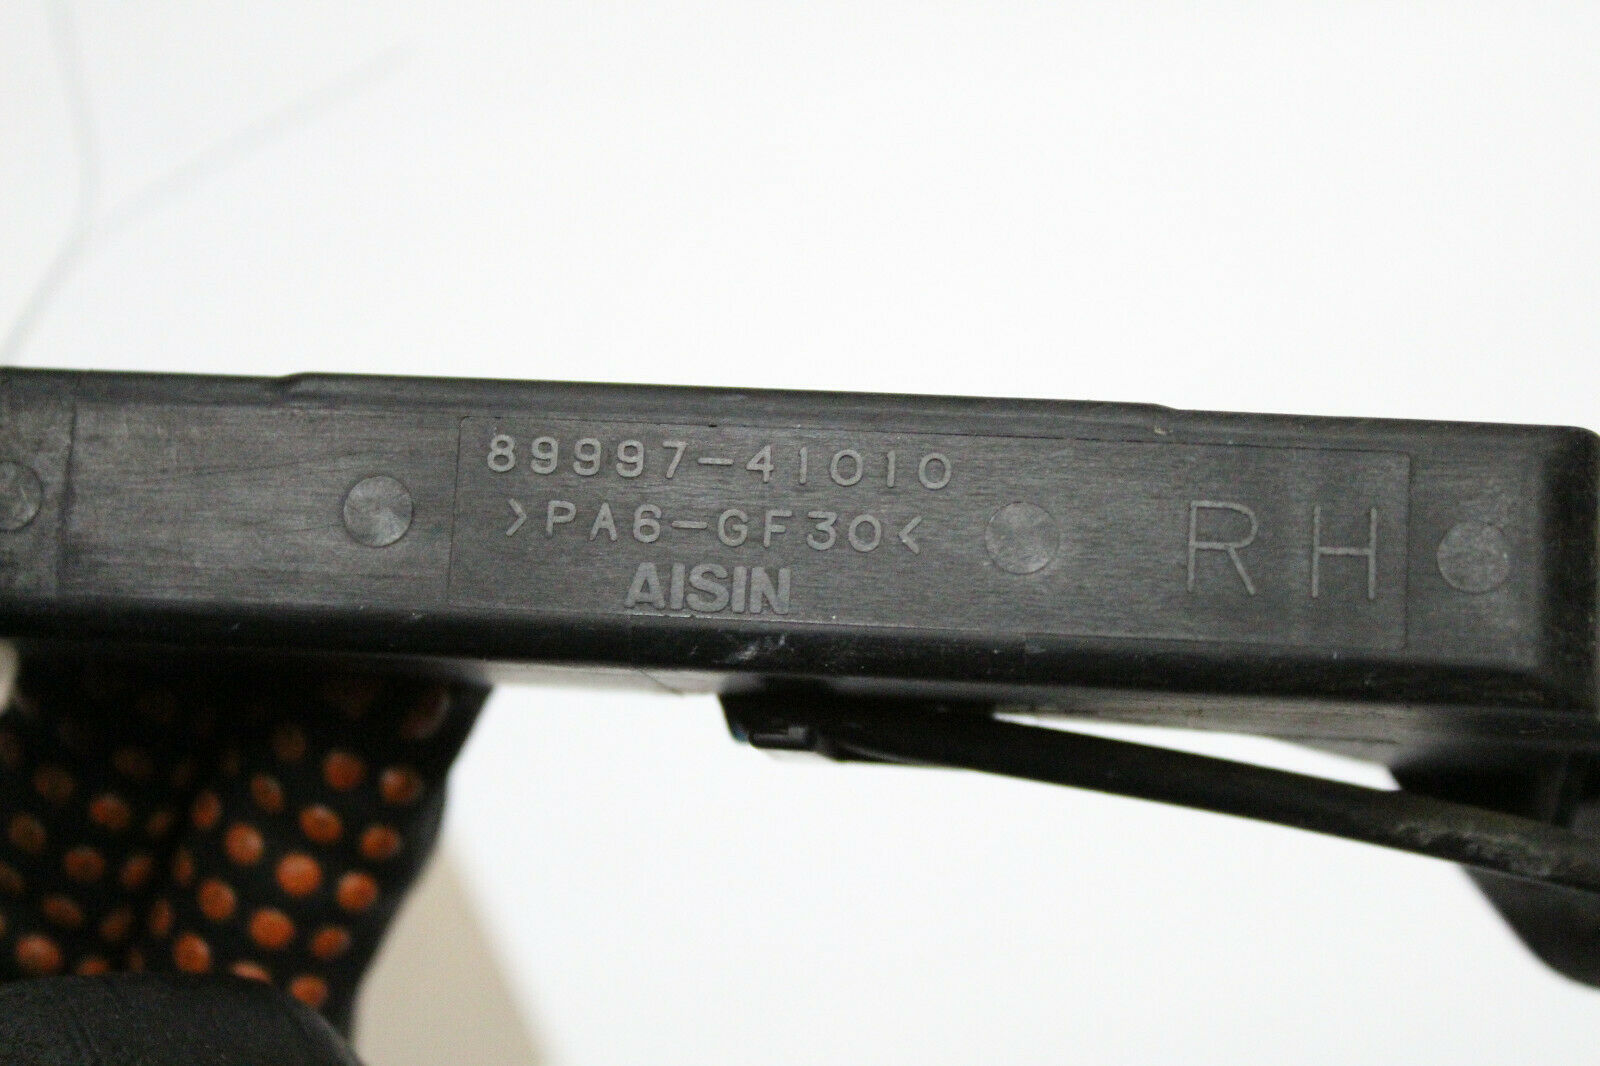 89997-41010
>PA6-GF30<
AISIN
RH